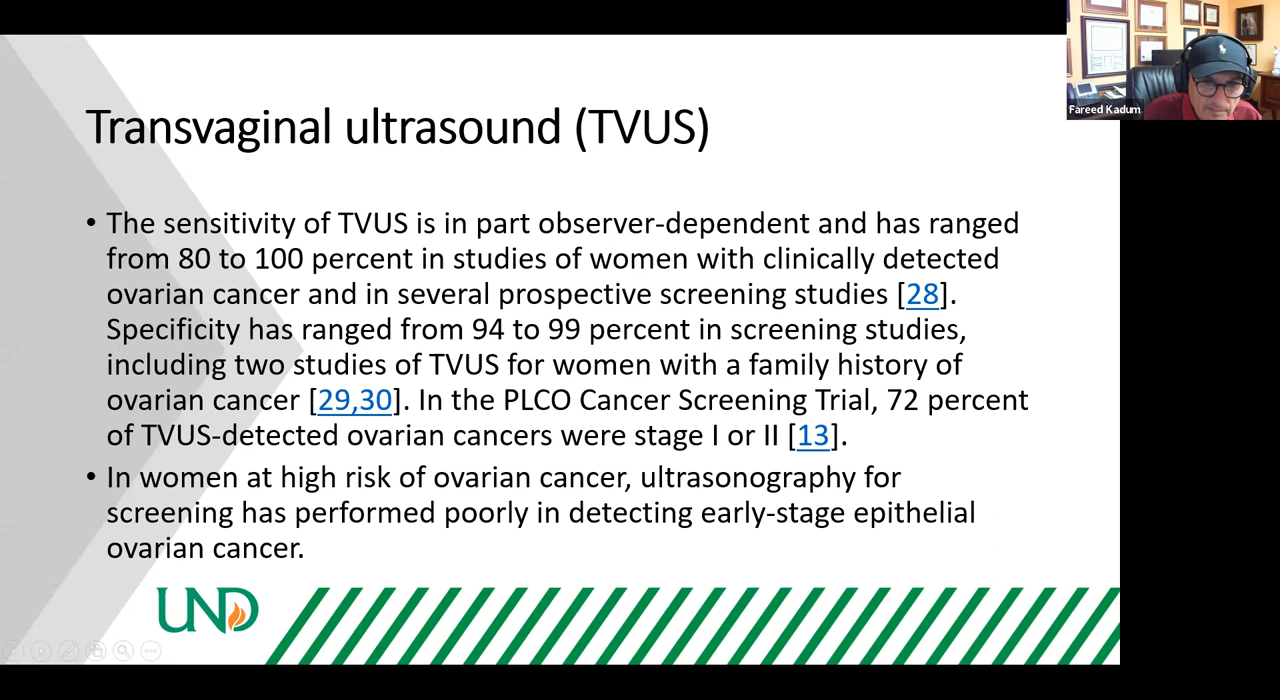 Fareed Kadum
Transvaginal ultrasound (TVUS)
• The sensitivity of TVUS is in part observer-dependent and has ranged
from 80 to 100 percent in studies of women with clinically detected
ovarian cancer and in several prospective screening studies [28].
Specificity has ranged from 94 to 99 percent in screening studies,
including two studies of TVUS for women with a family history of
ovarian cancer [29,30]. In the PLCO Cancer Screening Trial, 72 percent
of TVUS-detected ovarian cancers were stage I or II [13].
• In women at high risk of ovarian cancer, ultrasonography for
screening has performed poorly in detecting early-stage epithelial
ovarian cancer.
UND